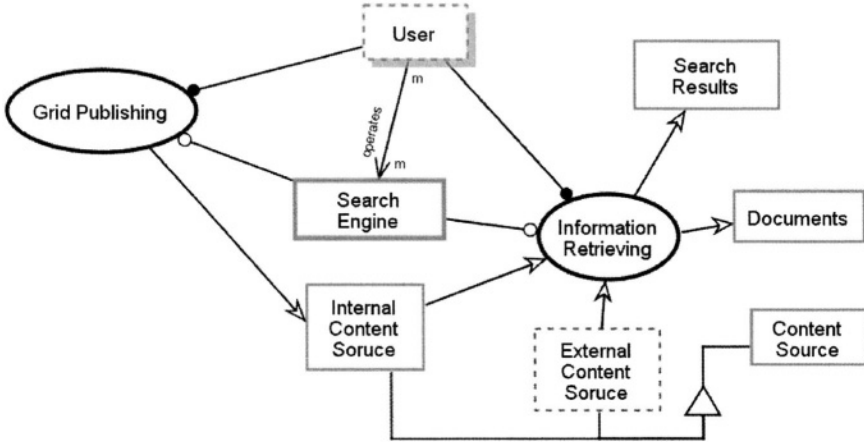 User
m
Search
Results
Grid Publishing
operates
m
Search
Engine
Information
Retrieving
Documents
Internal
Content
Soruce
External
Content
Soruce
Content
Source